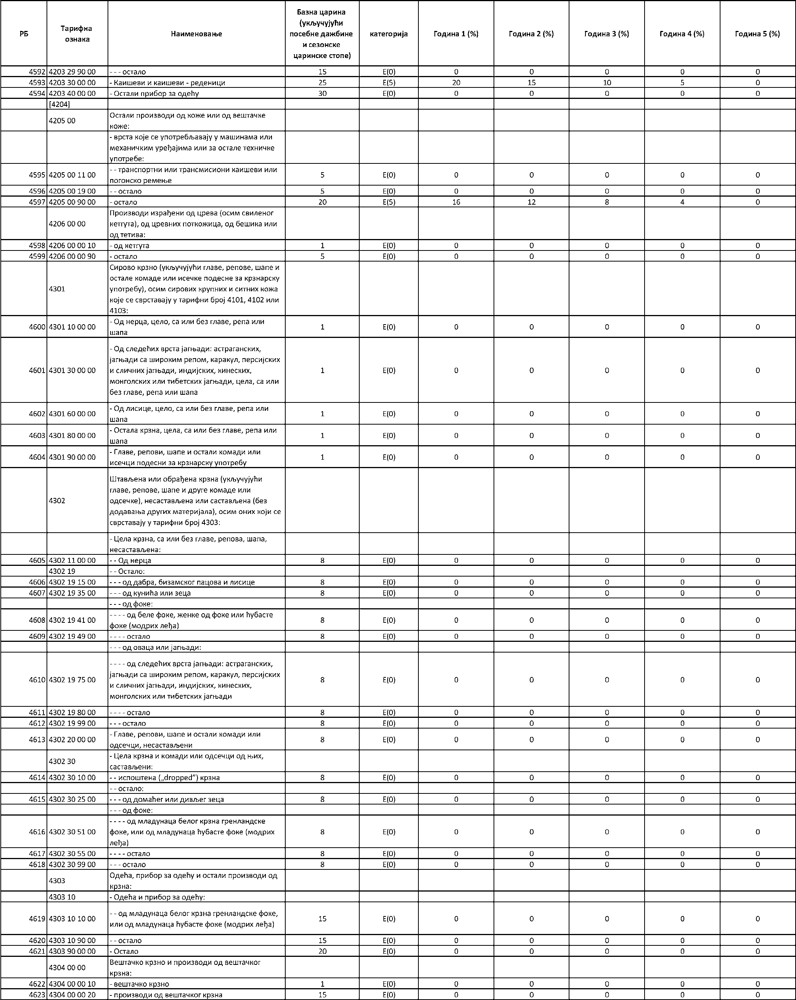 РБ Тарифна ознака Наименовање Базна царина (укључујући посебне дажбине и сезонске царинске стопе) категорија Година 1 (%) Година 2 (%) Година 3 (%) Година 4 (%) Година 5 (%)
4592 4203 29 90 00 - - - остало 15 E(0) 0 0 0 0 0
4593 4203 30 00 00 - Каишеви и каишеви - реденици 25 E(5) 20 15 10 5 0
4594 4203 40 00 00 - Остали прибор за одећу 30 E(0) 0 0 0 0 0
[4204]
4205 00 Остали производи од коже или од вештачке
коже:
- врста које се употребљавају у машинама или
механичким уређајима или за остале техничке
употребе:
4595 4205 00 11 00 - - транспортни или трансмисиони каишеви или
погонско ремење 5 E(0) 0 0 0 0 0
4596 4205 00 19 00 - - остало 5 E(0) 0 0 0 0 0
4597 4205 00 90 00 - остало 20 E(5) 16 12 8 4 0
4206 00 00 Производи израђени од црева (осим свиленог
кетгута), од цревних поткожица, од бешика или
од тетива:
4598 4206 00 00 10 - од кетгута 1 E(0) 0 0 0 0 0
4599 4206 00 00 90 - остало 5 E(0) 0 0 0 0 0
4301 Сирово крзно (укључујући главе, репове, шапе и
остале комаде или исечке подесне за крзнарску
употребу), осим сирових крупних и ситних кожа
које се сврставају у тарифни број 4101, 4102 или
4103:
4600 4301 10 00 00 - Од нерца, цело, са или без главе, репа или
шапа 1 E(0) 0 0 0 0 0
4601 4301 30 00 00 - Од следећих врста јагњади: астраганских,
јагњади са широким репом, каракул, персијских
и сличних јагњади, индијских, кинеских,
монголских или тибетских јагњади, цела, са или
без главе, репа или шапа 1 E(0) 0 0 0 0 0
4602 4301 60 00 00 - Од лисице, цело, са или без главе, репа или
шапа 1 E(0) 0 0 0 0 0
4603 4301 80 00 00 - Остала крзна, цела, са или без главе, репа или
шапа 1 E(0) 0 0 0 0 0
4604 4301 90 00 00 - Главе, репови, шапе и остали комади или
исечци подесни за крзнарску употребу 1 E(0) 0 0 0 0 0
4302 Штављена или обрађена крзна (укључујући
главе, репове, шапе и друге комаде или
одсечке), несастављена или састављена (без
додавања других материјала), осим оних који се
сврставају у тарифни број 4303:
- Цела крзна, са или без главе, репова, шапа,
несастављена:
4605 4302 11 00 00 - - Од нерца 8 E(0) 0 0 0 0 0
4302 19 - - Остало:
4606 4302 19 15 00 - - - од дабра, бизамског пацова и лисице 8 E(0) 0 0 0 0 0
4607 4302 19 35 00 - - - од кунића или зеца 8 E(0) 0 0 0 0 0
- - - од фоке:
4608 4302 19 41 00 - - - - од беле фоке, женке од фоке или ћубасте
фоке (модрих леђа) 8 E(0) 0 0 0 0 0
4609 4302 19 49 00 - - - - остало 8 E(0) 0 0 0 0 0
- - - од оваца или јагњади:
4610 4302 19 75 00 - - - - од следећих врста јагњади: астраганских,
јагњади са широким репом, каракул, персијских
и сличних јагњади, индијских, кинеских,
монголских или тибетских јагњади 8 E(0) 0 0 0 0 0
4611 4302 19 80 00 - - - - остало 8 E(0) 0 0 0 0 0
4612 4302 19 99 00 - - - остало 8 E(0) 0 0 0 0 0
4613 4302 20 00 00 - Главе, репови, шапе и остали комади или
одсечци, несастављени 8 E(0) 0 0 0 0 0
4302 30 - Цела крзна и комади или одсечци од њих,
састављени:
4614 4302 30 10 00 - - испоштена („dropped”) крзна 8 E(0) 0 0 0 0 0
- - остало:
4615 4302 30 25 00 - - - од домаћег или дивљег зеца 8 E(0) 0 0 0 0 0
- - - од фоке:
4616 4302 30 51 00 - - - - од младунаца белог крзна гренландске
фоке, или од младунаца ћубасте фоке (модрих
леђа) 8 E(0) 0 0 0 0 0
4617 4302 30 55 00 - - - - остало 8 E(0) 0 0 0 0 0
4618 4302 30 99 00 - - - остало 8 E(0) 0 0 0 0 0
4303 Одећа, прибор за одећу и остали производи од
крзна:
4303 10 - Одећа и прибор за одећу:
4619 4303 10 10 00 - - од младунаца белог крзна гренландске фоке,
или од младунаца ћубасте фоке (модрих леђа) 15 E(0) 0 0 0 0 0
4620 4303 10 90 00 - - остало 15 E(0) 0 0 0 0 0
4621 4303 90 00 00 - Остало 20 E(0) 0 0 0 0 0
4304 00 00 Вештачко крзно и производи од вештачког
крзна:
4622 4304 00 00 10 - вештачко крзно 1 E(0) 0 0 0 0 0
4623 4304 00 00 20 - производи од вештачког крзна 15 E(0) 0 0 0 0 0